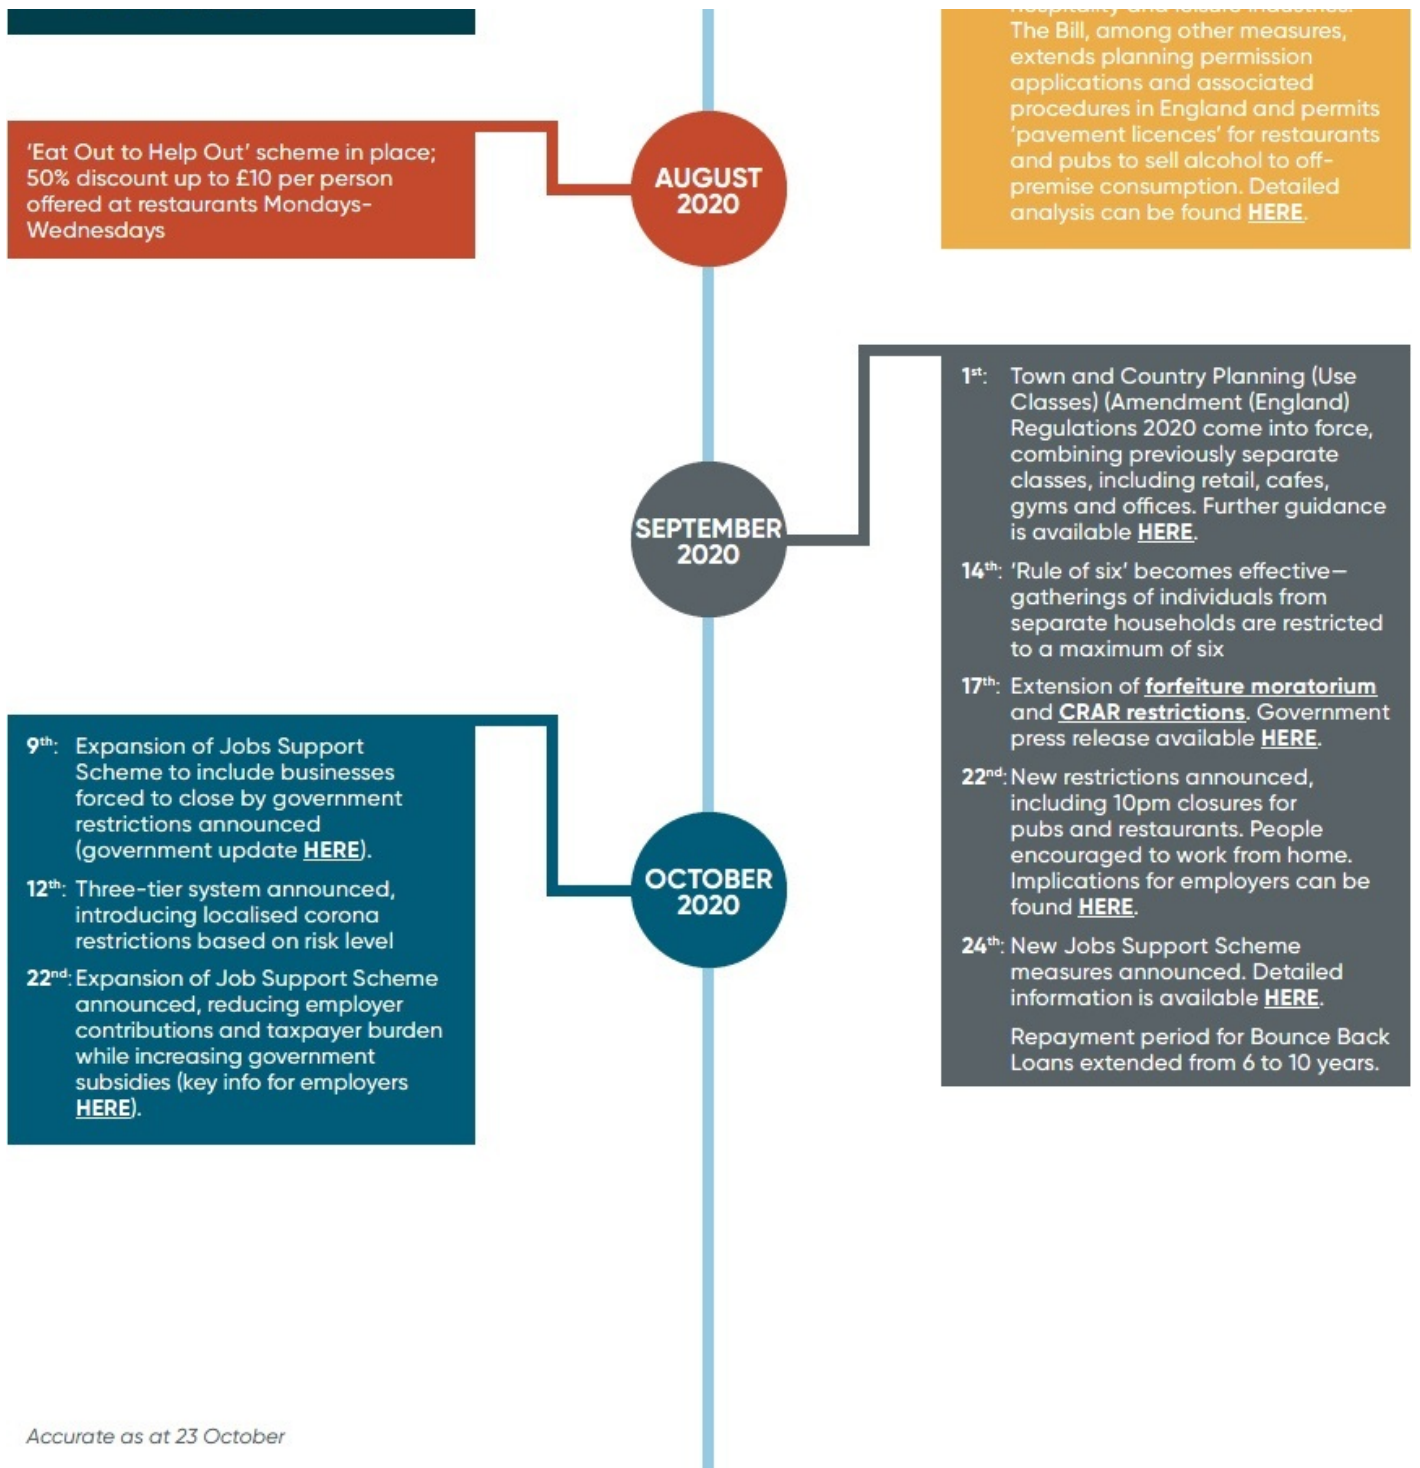 The Bill, among other measures,
extends planning permission
applications and associated
procedures in England and permits
‘pavement licences’ for restaurants
and pubs to sell alcohol to off-
premise consumption. Detailed
analysis can be found HERE.
AUGUST
2020
‘Eat Out to Help Out’ scheme in place;
50% discount up to £10 per person
offered at restaurants Mondays-
Wednesdays
SEPTEMBER
2020
1st: Town and Country Planning (Use
Classes) (Amendment (England)
Regulations 2020 come into force,
combining previously separate
classes, including retail, cafes,
gyms and offices. Further guidance
is available HERE.
14th: ‘Rule of six’ becomes effective—
gatherings of individuals from
separate households are restricted
to a maximum of six
17th: Extension of forfeiture moratorium
and CRAR restrictions. Government
press release available HERE.
22nd: New restrictions announced,
including 10pm closures for
pubs and restaurants. People
encouraged to work from home.
Implications for employers can be
found HERE.
24th: New Jobs Support Scheme
measures announced. Detailed
information is available HERE.
Repayment period for Bounce Back
Loans extended from 6 to 10 years.
OCTOBER
2020
9th: Expansion of Jobs Support
Scheme to include businesses
forced to close by government
restrictions announced
(government update HERE).
12th: Three-tier system announced,
introducing localised corona
restrictions based on risk level
22nd: Expansion of Job Support Scheme
announced, reducing employer
contributions and taxpayer burden
while increasing government
subsidies (key info for employers
HERE).
Accurate as at 23 October